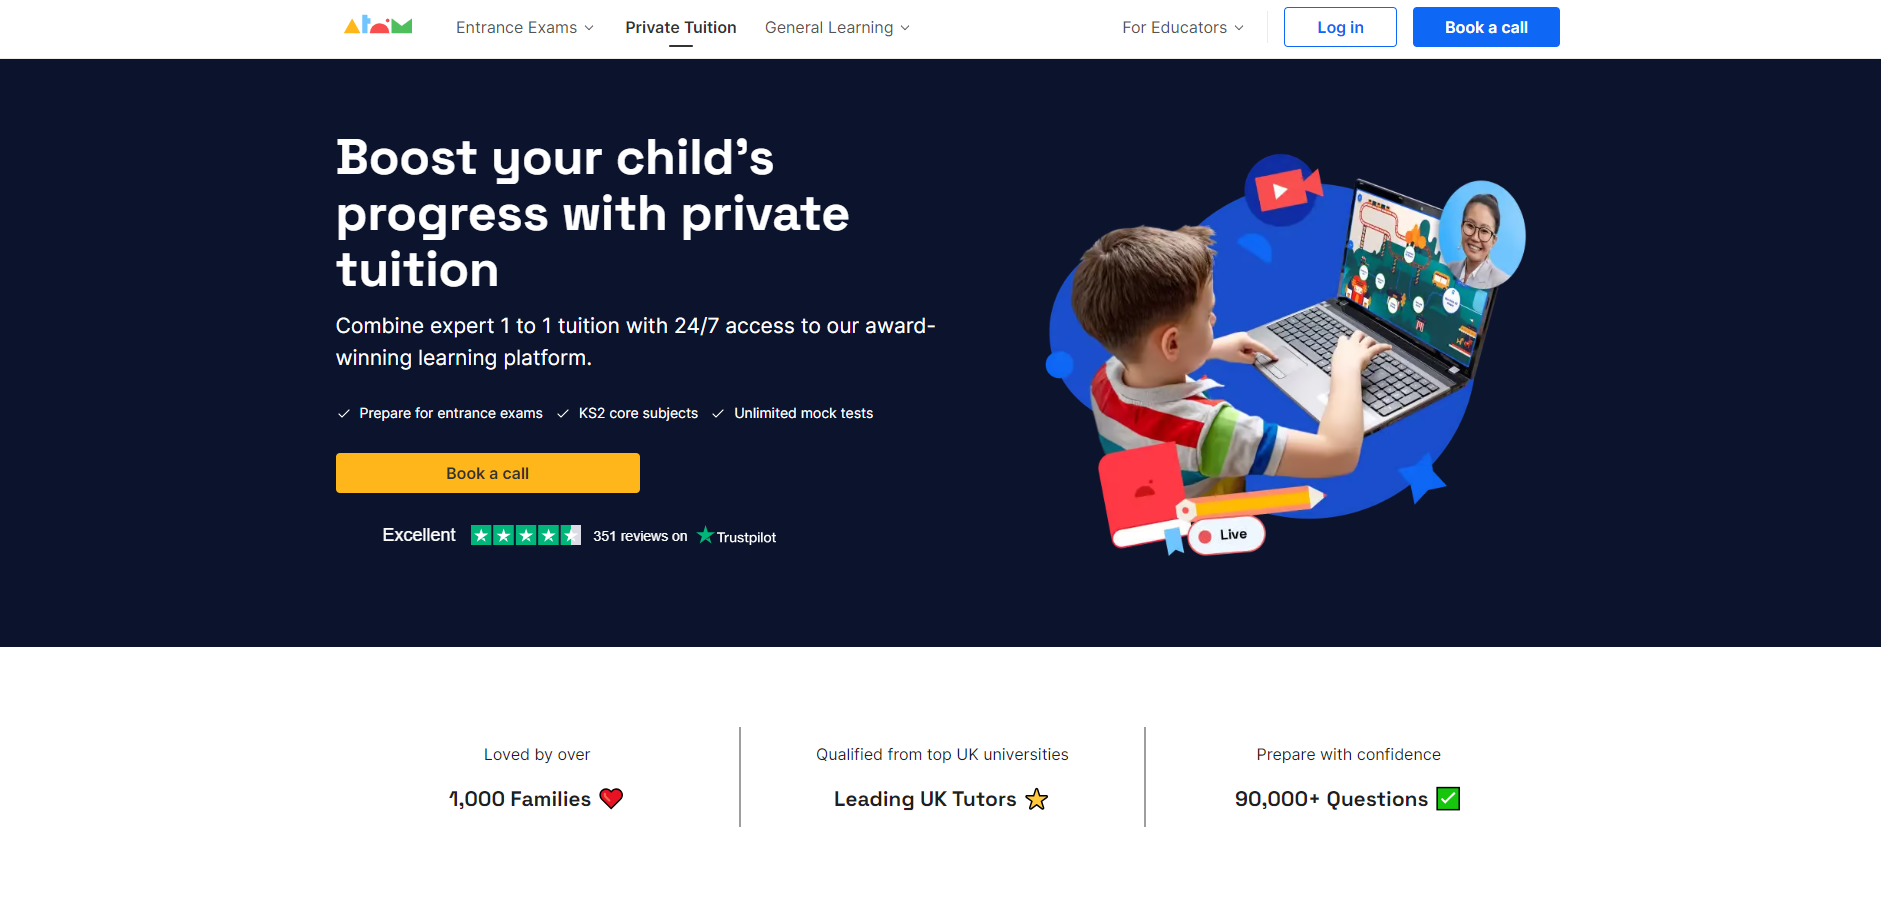 atom
Entrance Exams
Private Tuition
General Learning
For Educators
Log in
Book a call
Boost your child's
progress with private
tuition
Combine expert 1 to 1 tuition with 24/7 access to our award-
winning learning platform.
Prepare for entrance exams
KS2 core subjects
Unlimited mock tests
Book a call
Excellent
351 reviews on
Trustpilot
Live
Loved by over
1,000 Families
Qualified from top UK universities
Leading UK Tutors
Prepare with confidence
90,000+ Questions